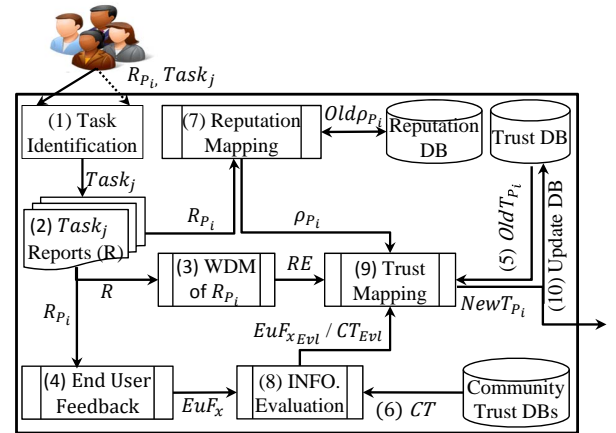 R_{P_i}, Task_j
(1) Task
Identification
(7) Reputation
Mapping
Oldρ_{P_i}
Reputation
DB
Trust DB
Task_j
(2) Task_j
Reports (R)
R_{P_i}
ρ_{P_i}
(5) OldT_{P_i}
(10) Update DB
R
(3) WDM
of R_{P_i}
RE
(9) Trust
Mapping
NewT_{P_i}
R_{P_i}
EuF_{x_{Evl}} / CT_{Evl}
(4) End User
Feedback
EuF_x
(8) INFO.
Evaluation
(6) CT
Community
Trust DBs